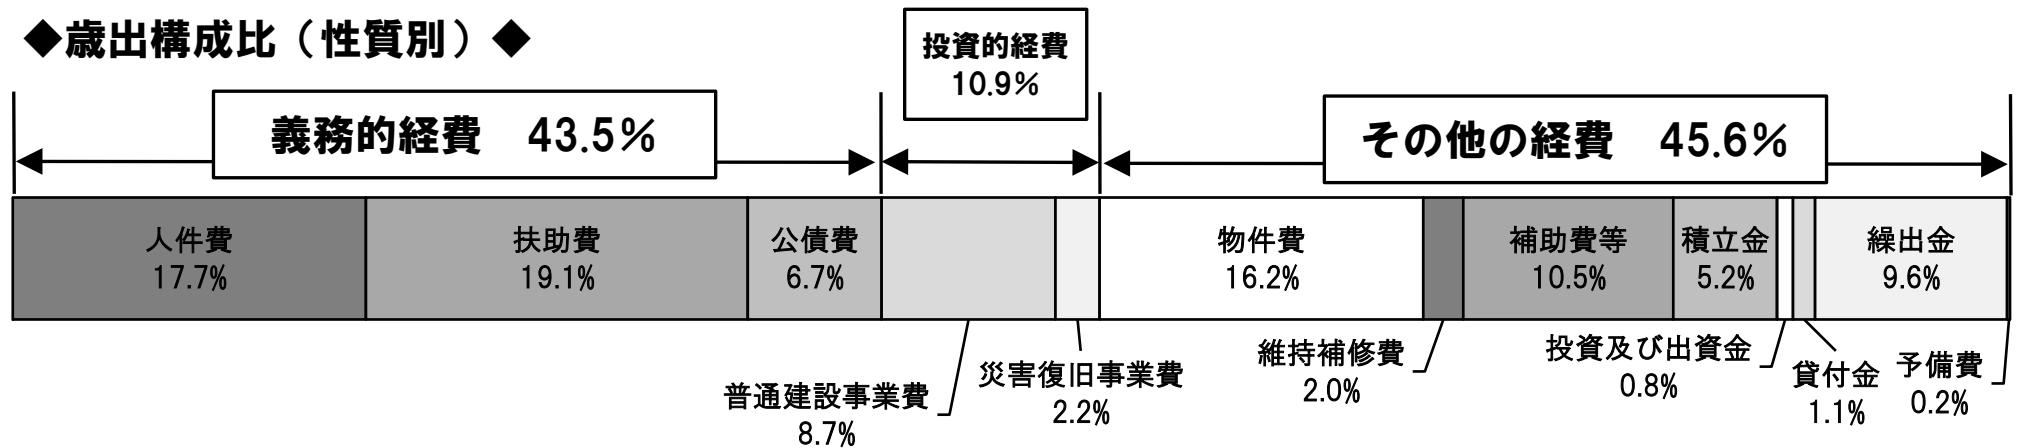 ◆歳出構成比（性質別）◆
投資的経費
10.9%
義務的経費　43.5%
その他の経費　45.6%
人件費
17.7%
扶助費
19.1%
公債費
6.7%
物件費
16.2%
補助費等
10.5%
積立金
5.2%
繰出金
9.6%
普通建設事業費
8.7%
災害復旧事業費
2.2%
維持補修費
2.0%
投資及び出資金
0.8%
貸付金
1.1%
予備費
0.2%